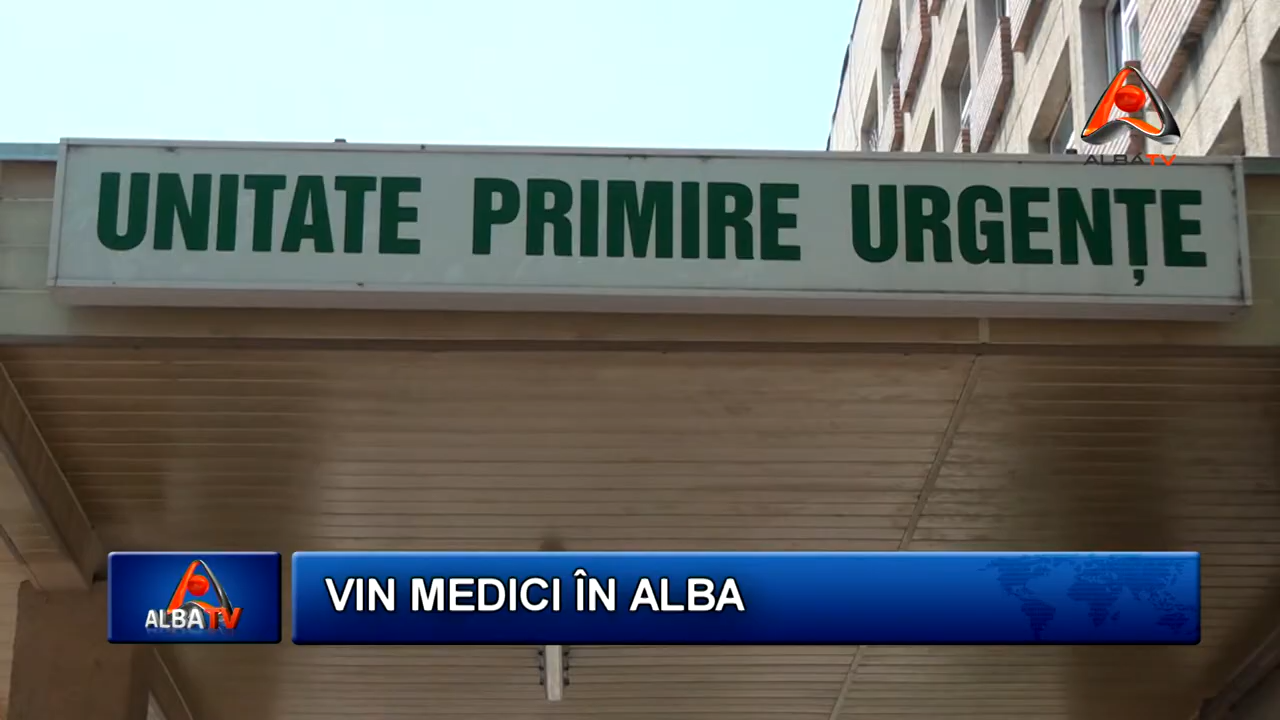 ALBA TV
UNITATE PRIMIRE URGENȚE
ALBA TV
VIN MEDICI ÎN ALBA